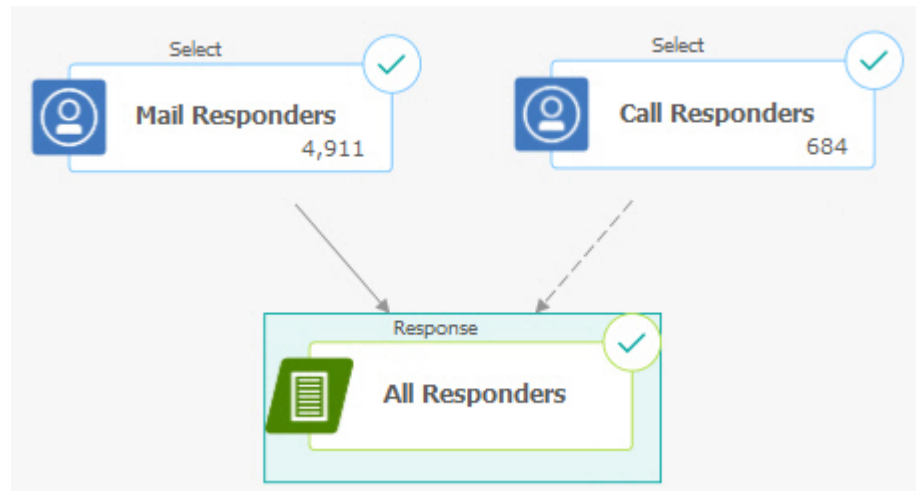 Select
Mail Responders
4,911
Select
Call Responders
684
Response
All Responders